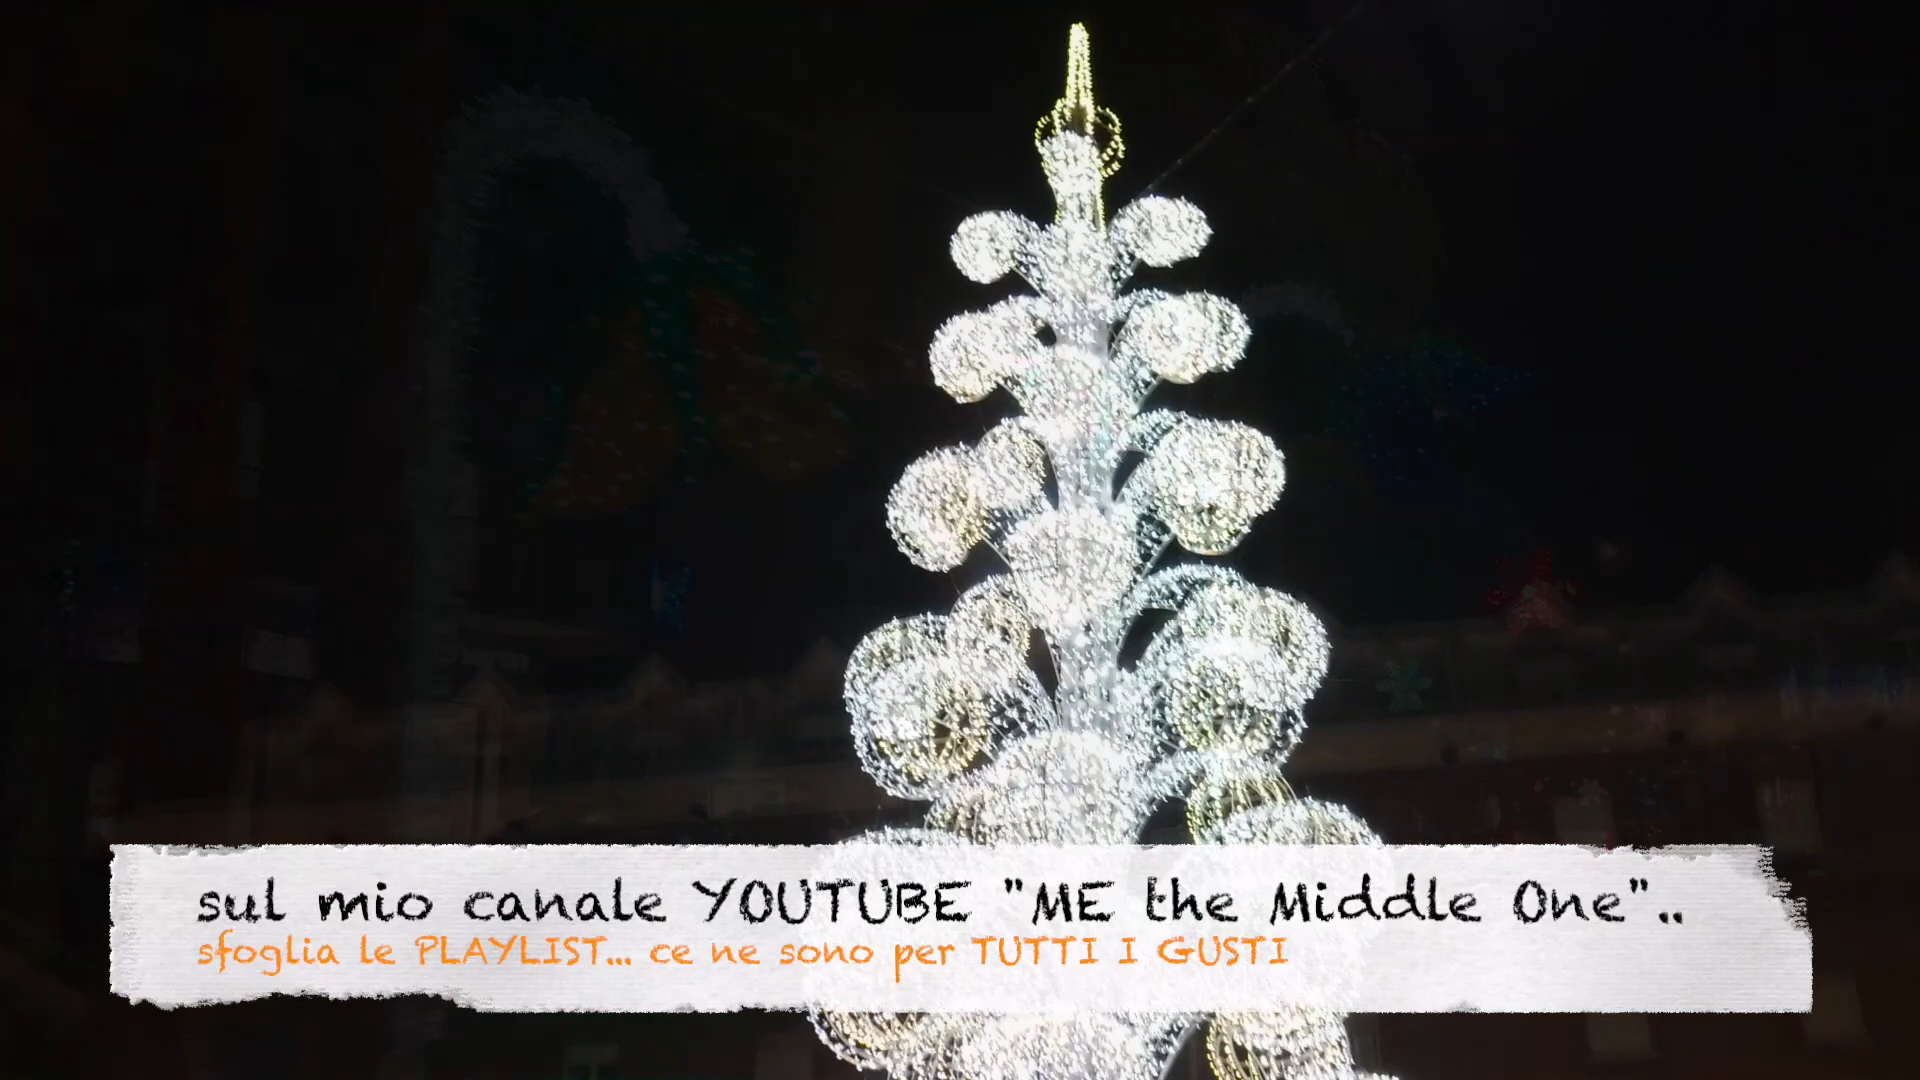 sul mio canale YOUTUBE "ME the Middle One"..
sfoglia le PLAYLIST... ce ne sono per TUTTI I GUSTI